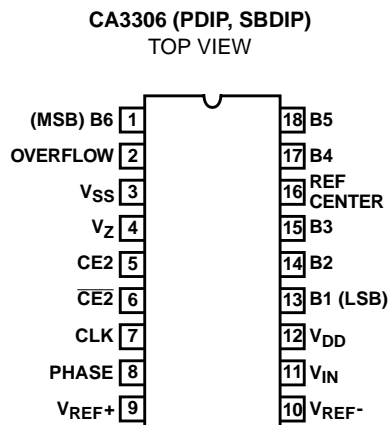 CA3306 (PDIP, SBDIP)
TOP VIEW
(MSB) B6 1
OVERFLOW 2
VSS 3
VZ 4
CE2 5
CE2 6
CLK 7
PHASE 8
VREF+ 9
18 B5
17 B4
16 REF
CENTER
15 B3
14 B2
13 B1 (LSB)
12 VDD
11 VIN
10 VREF-